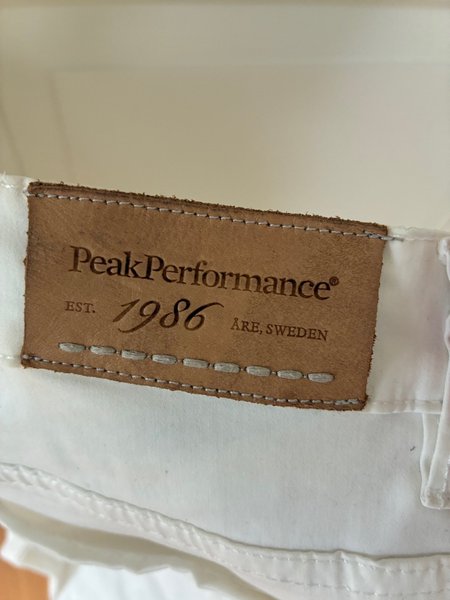 PeakPerformance®
EST. 1986 ÅRE, SWEDEN